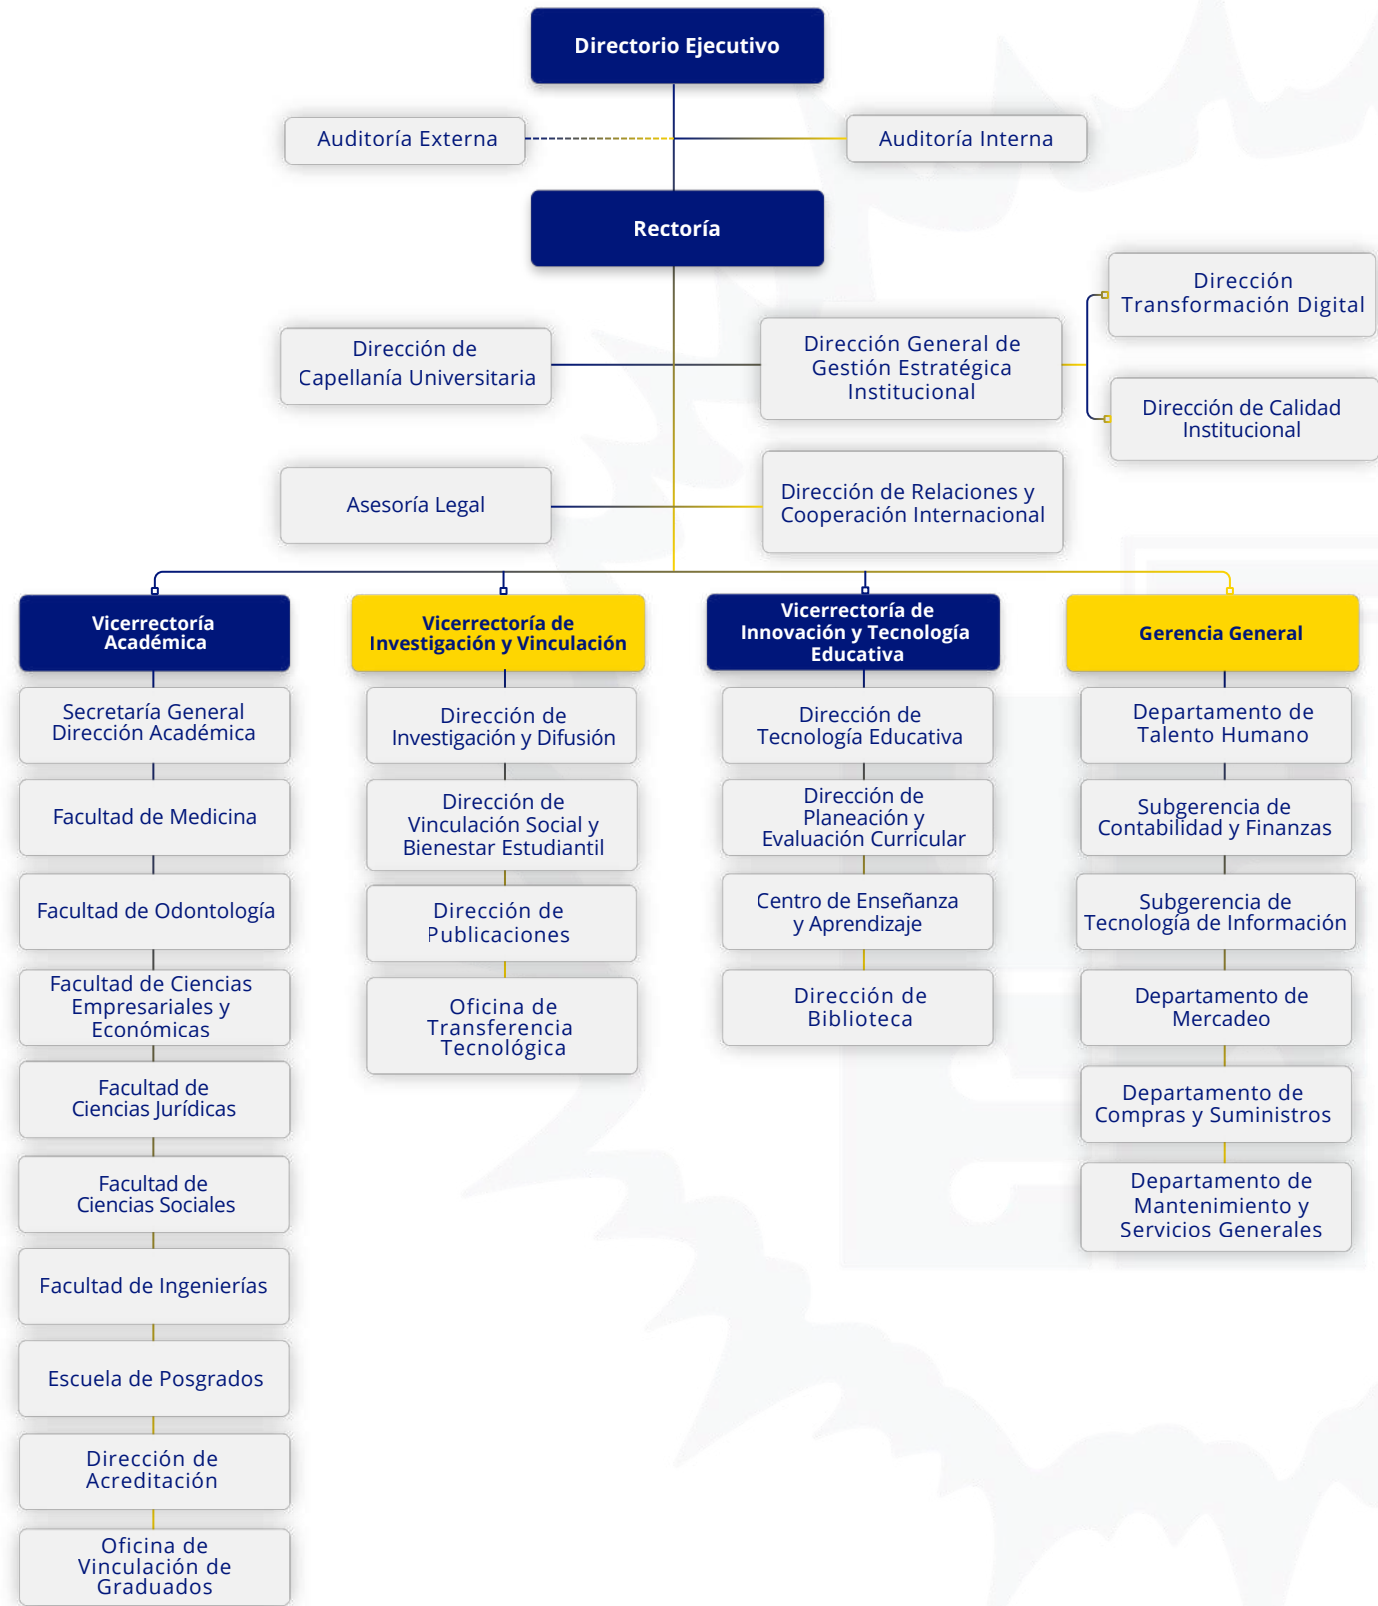 Directorio Ejecutivo
Auditoría Externa
Auditoría Interna
Rectoría
Dirección
Transformación Digital
Dirección de
Capellanía Universitaria
Dirección General de
Gestión Estratégica
Institucional
Dirección de Calidad
Institucional
Asesoría Legal
Dirección de Relaciones y
Cooperación Internacional
Vicerrectoría
Académica
Secretaría General
Dirección Académica
Facultad de Medicina
Facultad de Odontología
Facultad de Ciencias
Empresariales y
Económicas
Facultad de
Ciencias Jurídicas
Facultad de
Ciencias Sociales
Facultad de Ingenierías
Escuela de Posgrados
Dirección de
Acreditación
Oficina de
Vinculación de
Graduados
Vicerrectoría de
Investigación y Vinculación
Dirección de
Investigación y Difusión
Dirección de
Vinculación Social y
Bienestar Estudiantil
Dirección de
Publicaciones
Oficina de
Transferencia
Tecnológica
Vicerrectoría de
Innovación y Tecnología
Educativa
Dirección de
Tecnología Educativa
Dirección de
Planeación y
Evaluación Curricular
Centro de Enseñanza
y Aprendizaje
Dirección de
Biblioteca
Gerencia General
Departamento de
Talento Humano
Subgerencia de
Contabilidad y Finanzas
Subgerencia de
Tecnología de Información
Departamento de
Mercadeo
Departamento de
Compras y Suministros
Departamento de
Mantenimiento y
Servicios Generales